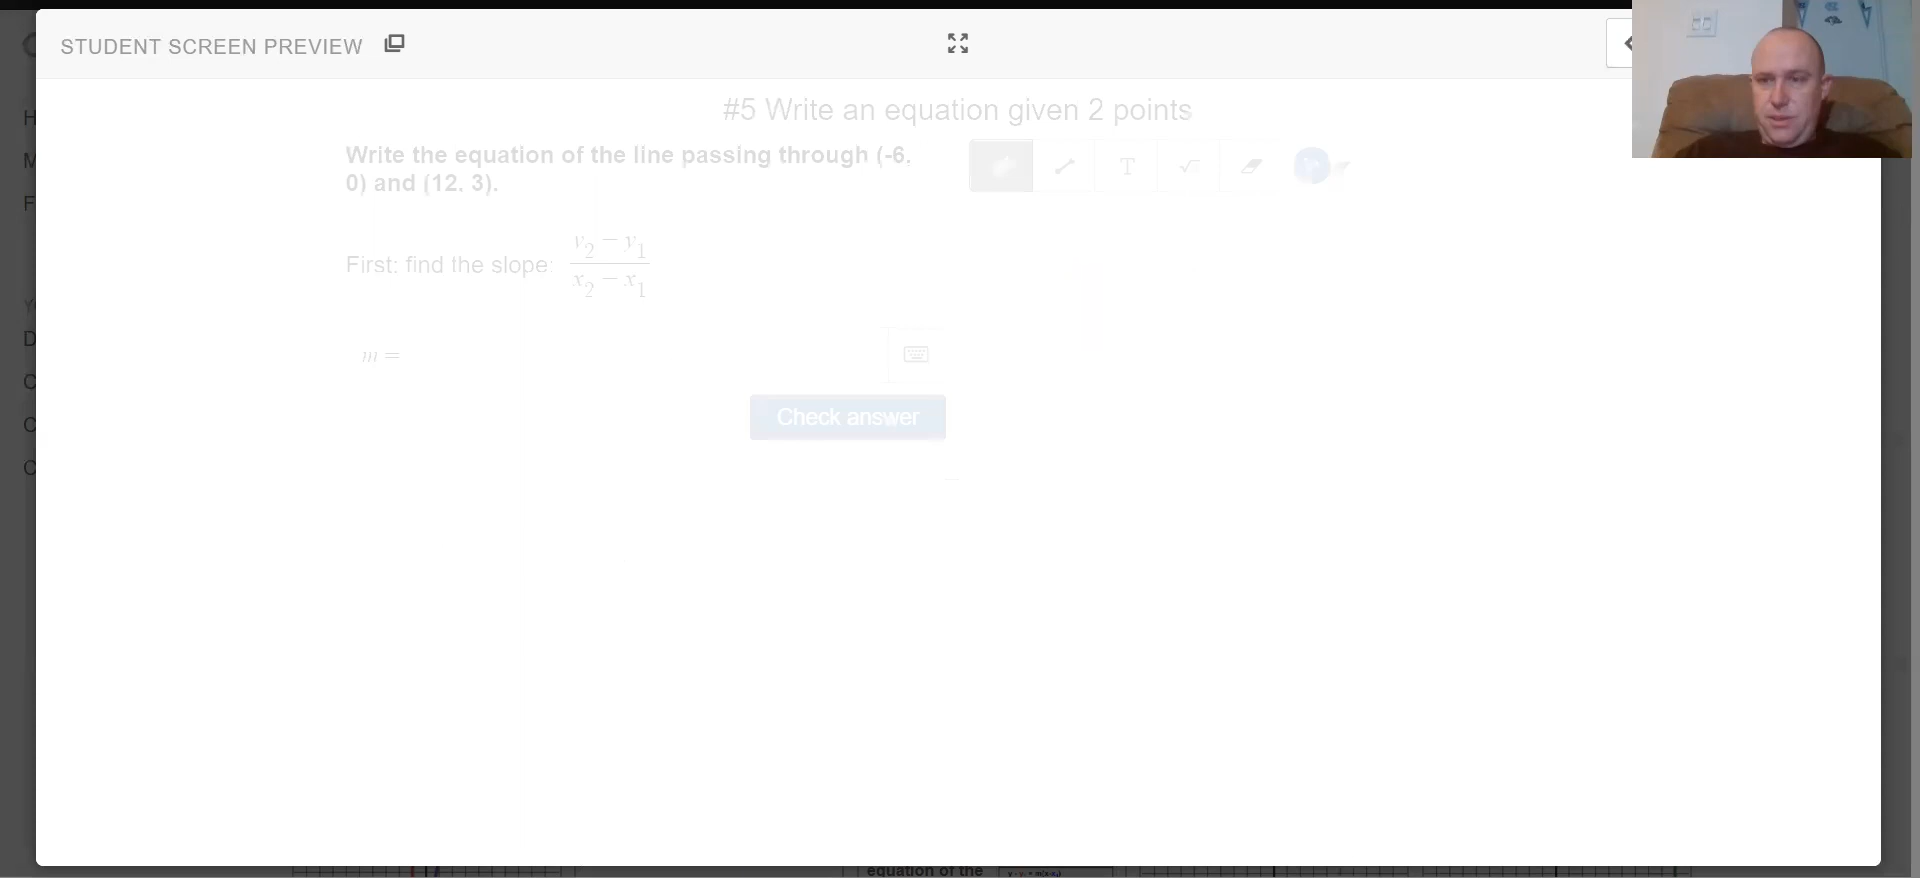 STUDENT SCREEN PREVIEW
#5 Write an equation given 2 points
Write the equation of the line passing through (-6,
0) and (12, 3).
T
First: find the slope: y₂ − y₁ / x₂ − x₁
m =
Check answer
H
M
F
D
C
C
C
equation of the